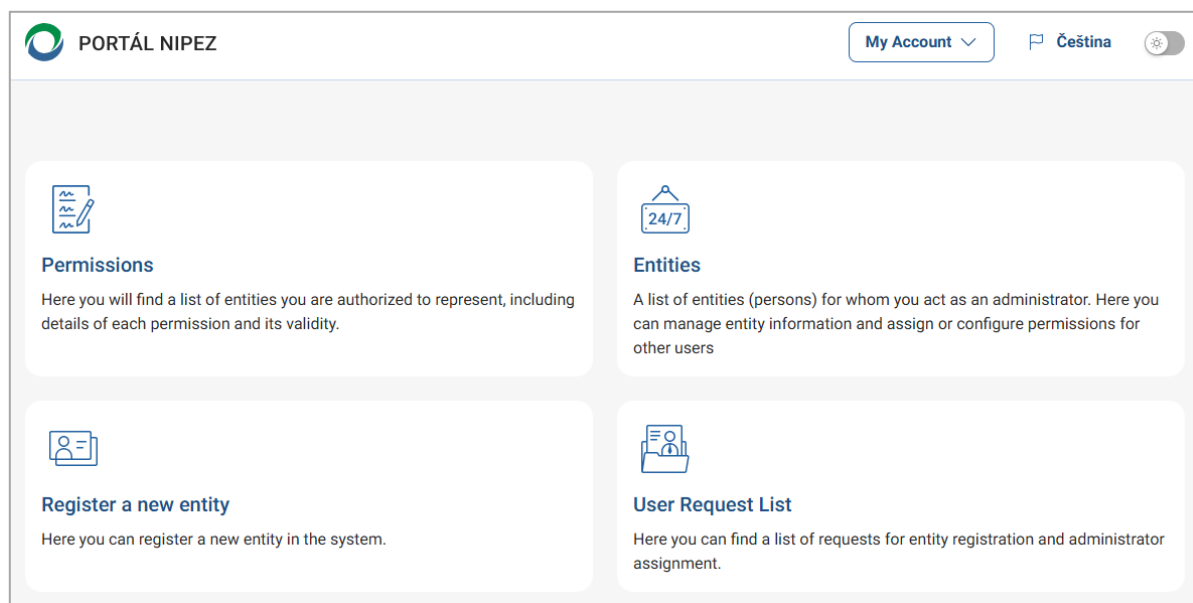 PORTÁL NIPEZ
My Account
Čeština
Permissions
Here you will find a list of entities you are authorized to represent, including
details of each permission and its validity.
24/7
Entities
A list of entities (persons) for whom you act as an administrator. Here you
can manage entity information and assign or configure permissions for
other users
Register a new entity
Here you can register a new entity in the system.
User Request List
Here you can find a list of requests for entity registration and administrator
assignment.